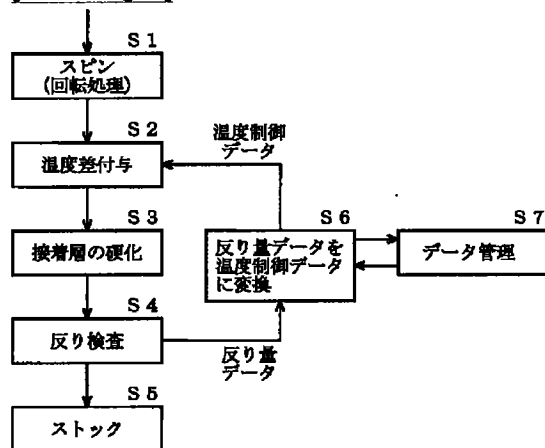 S1
スピン
(回転処理)
S2
温度差付与
温度制御
データ
S3
接着層の硬化
S6
反り量データを
温度制御データ
に変換
S7
データ管理
S4
反り検査
反り量
データ
S5
ストック